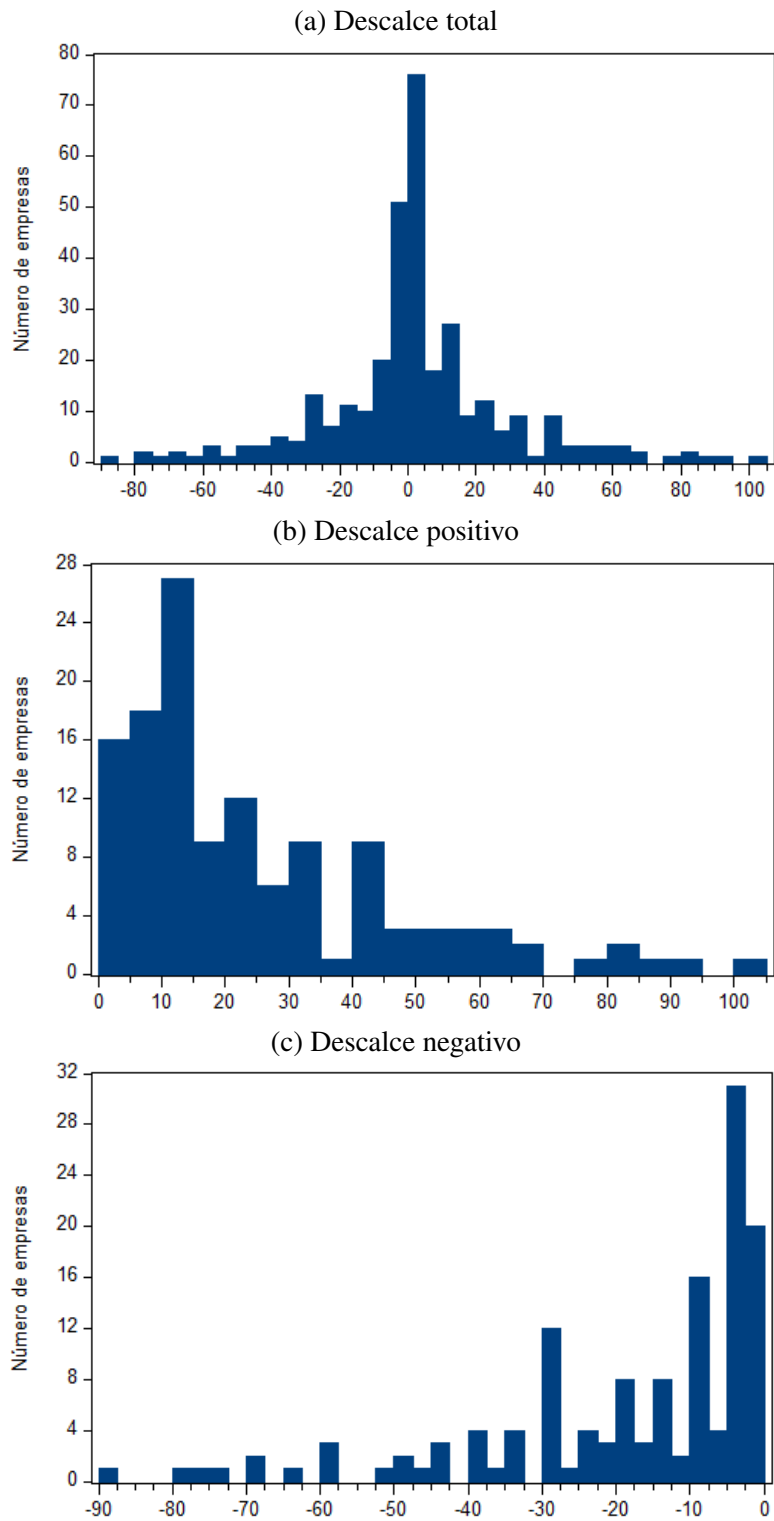 (a) Descalce total
80
70
60
50
40
30
20
10
0
Número de empresas
-80 -60 -40 -20 0 20 40 60 80 100
(b) Descalce positivo
28
24
20
16
12
8
4
0
Número de empresas
0 10 20 30 40 50 60 70 80 90 100
(c) Descalce negativo
32
28
24
20
16
12
8
4
0
Número de empresas
-90 -80 -70 -60 -50 -40 -30 -20 -10 0